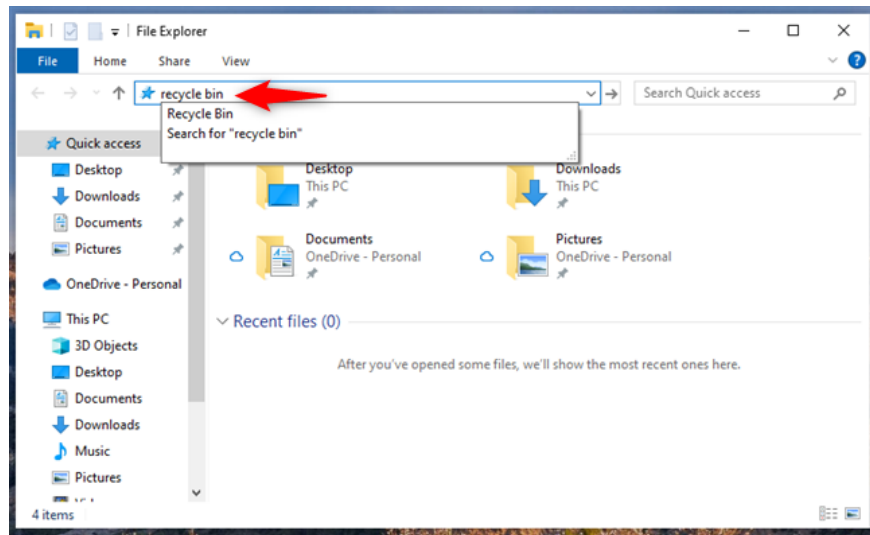 File Explorer
File Home Share View
recycle bin
Search Quick access
Recycle Bin
Search for "recycle bin"
Quick access
Desktop
Downloads
Documents
Pictures
OneDrive - Personal
This PC
3D Objects
Desktop
Documents
Downloads
Music
Pictures
Desktop
This PC
Downloads
This PC
Documents
OneDrive - Personal
Pictures
OneDrive - Personal
Recent files (0)
After you've opened some files, we'll show the most recent ones here.
4 items